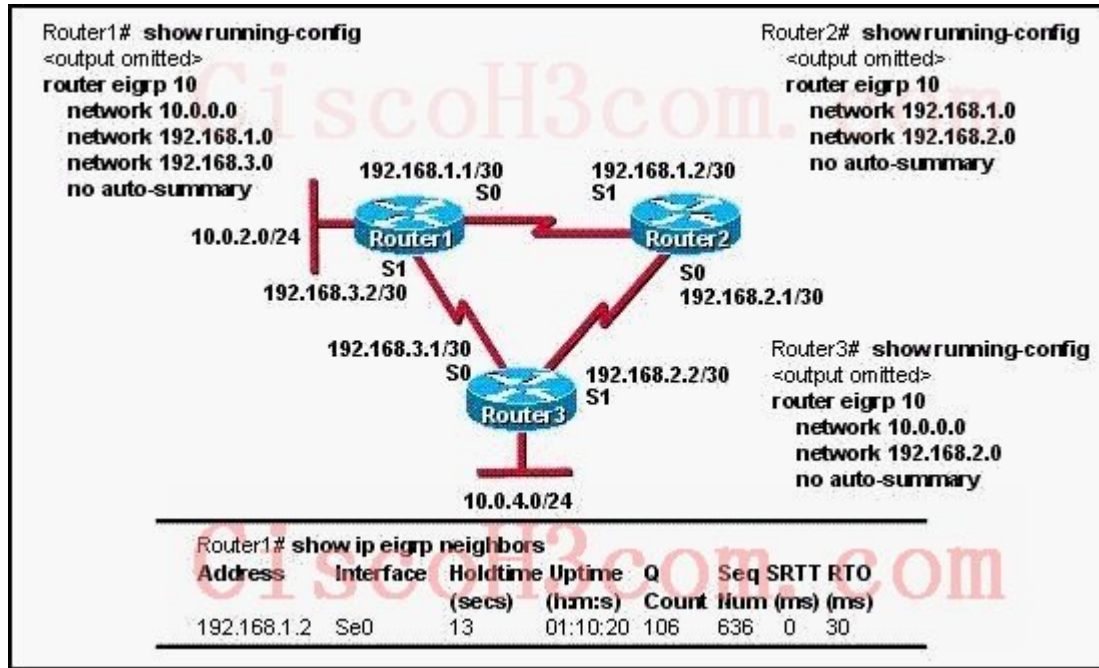 Router1# show running-config
<output omitted>
router eigrp 10
network 10.0.0.0
network 192.168.1.0
network 192.168.3.0
no auto-summary
Router2# show running-config
<output omitted>
router eigrp 10
network 192.168.1.0
network 192.168.2.0
no auto-summary
CiscoH3com.com
192.168.1.1/30
S0
192.168.1.2/30
S1
10.0.2.0/24
Router1
Router2
S1
192.168.3.2/30
S0
192.168.2.1/30
192.168.3.1/30
S0
192.168.2.2/30
S1
Router3
10.0.4.0/24
Router3# show running-config
<output omitted>
router eigrp 10
network 10.0.0.0
network 192.168.2.0
no auto-summary
CiscoH3com.com
Router1# show ip eigrp neighbors
Address Interface Holdtime Uptime Q Seq SRTT RTO
(secs) (h:m:s) Count Num (ms) (ms)
192.168.1.2 Se0 13 01:10:20 106 636 0 30